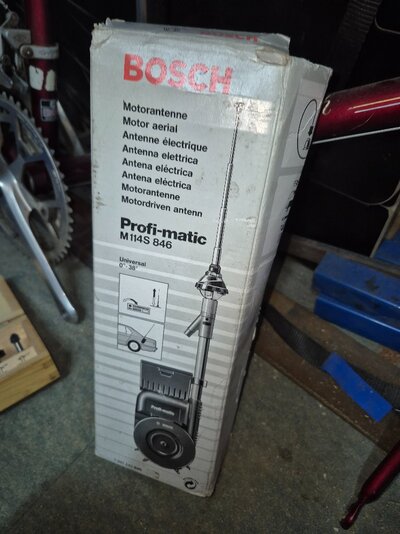 BOSCH
Motorantenne
Motor aerial
Antenne électrique
Antenna elettrica
Antena eléctrica
Antena eléctrica
Motorantenne
Motordriven antenn
Profi-matic
M114S 846
Universal
0°-38°
Profi-matic